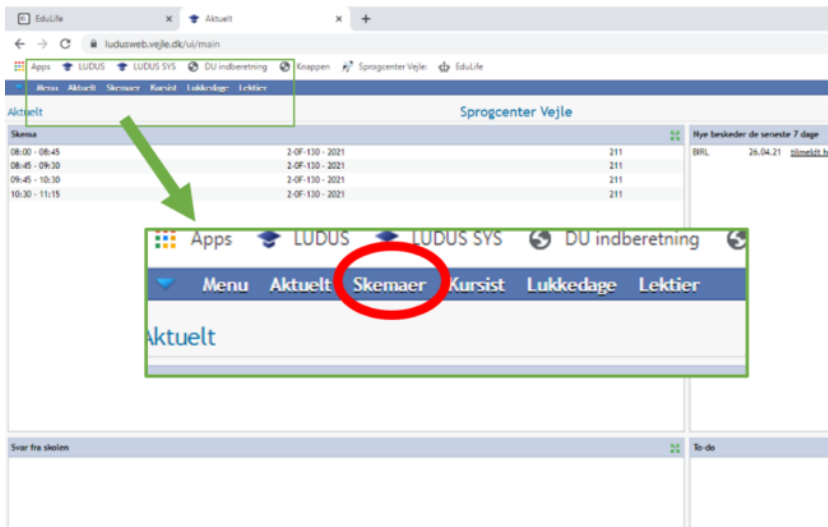 EduLife
Aktuelt
ludusweb.vejle.dk/ui/main
Apps LUDUS LUDUS SYS DU indberetning Knappen Sprogcenter Vejle: EduLife
Menu Aktuelt Skemaer Kursist Lukkedage Lektier
Aktuelt
Sprogcenter Vejle
Skema
Nye beskeder de seneste 7 dage
08:00 - 08:45 2-0F-130 - 2021 211
BIRL 26.04.21 tilmeldt h
08:45 - 09:30 2-0F-130 - 2021 211
09:45 - 10:30 2-0F-130 - 2021 211
10:30 - 11:15 2-0F-130 - 2021 211
Apps LUDUS LUDUS SYS DU indberetning
Menu Aktuelt Skemaer Kursist Lukkedage Lektier
Aktuelt
Svar fra skolen
To-do